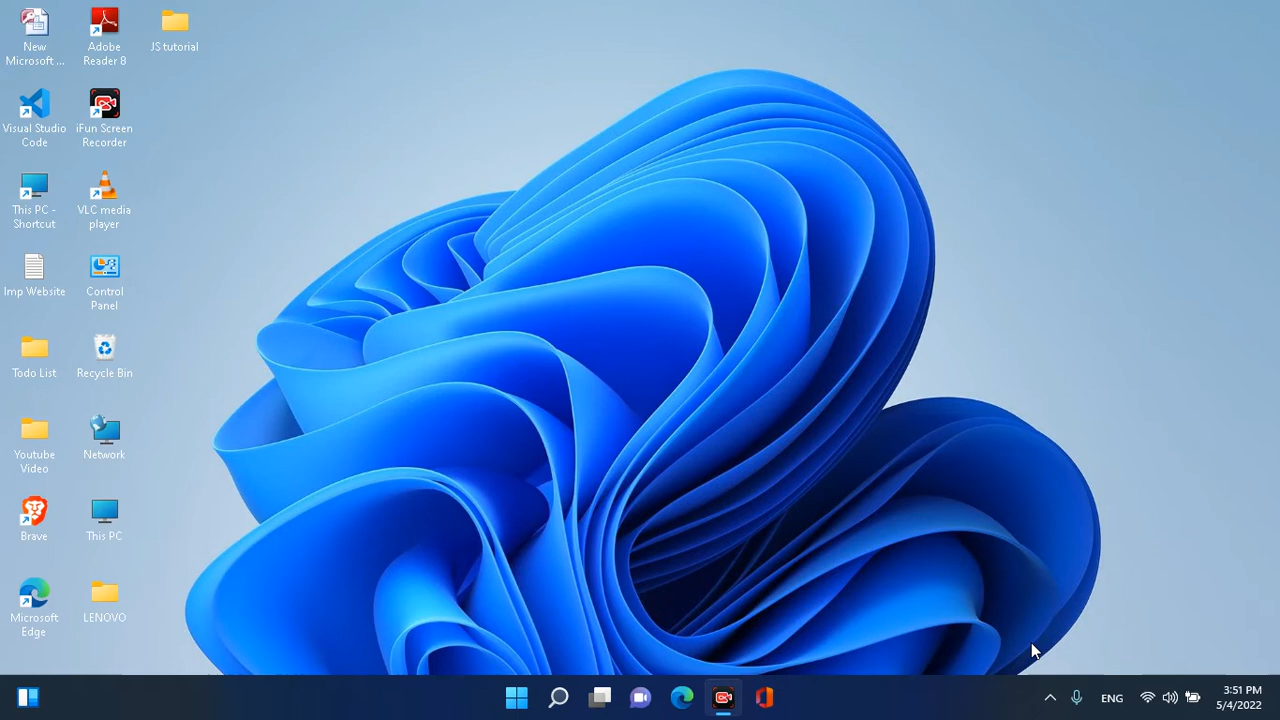 New
Microsoft ...
Adobe
Reader 8
JS tutorial
Visual Studio
Code
iFun Screen
Recorder
This PC -
Shortcut
VLC media
player
Imp Website
Control
Panel
Todo List
Recycle Bin
Youtube
Video
Network
Brave
This PC
Microsoft
Edge
LENOVO
ENG
3:51 PM
5/4/2022